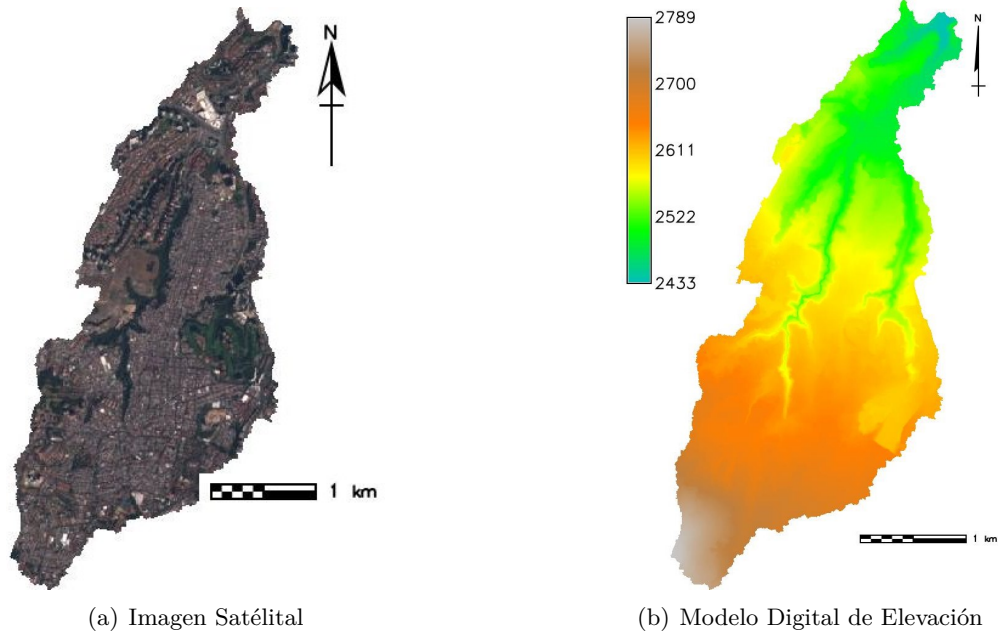 N
1 km
(a) Imagen Satélital
2789
2700
2611
2522
2433
N
1 km
(b) Modelo Digital de Elevación